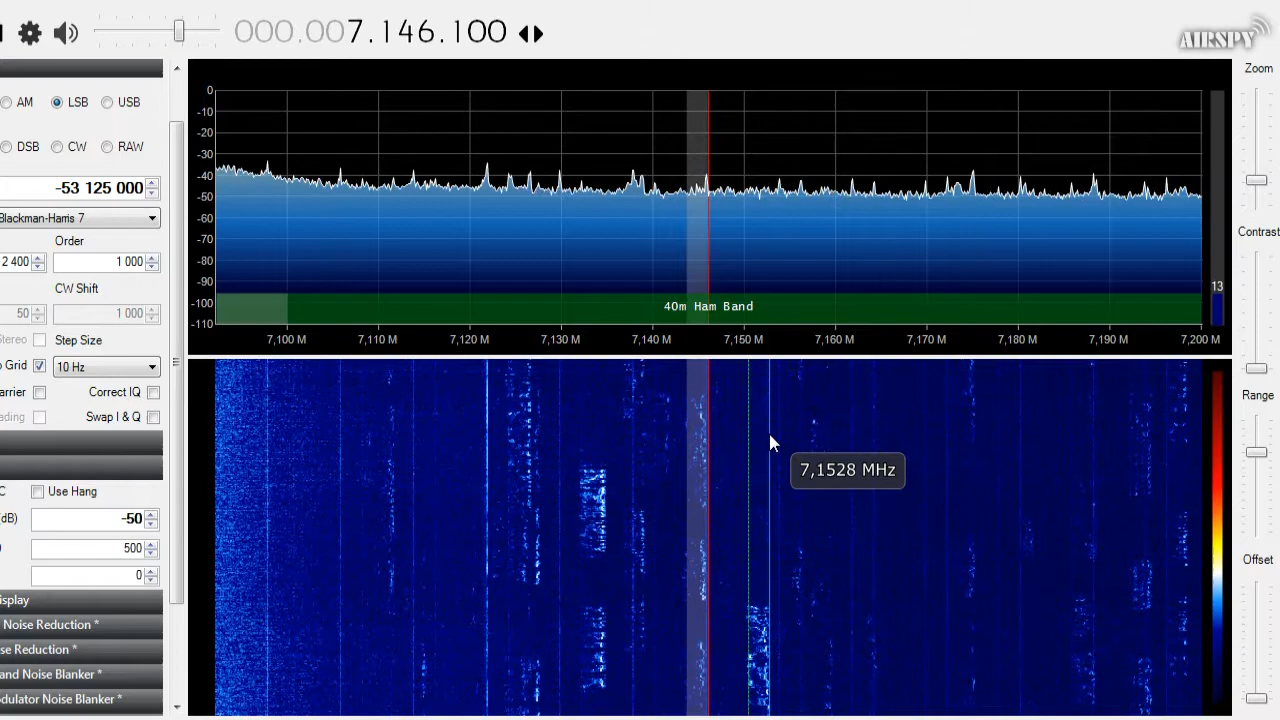 000.007.146.100
AIRSPY
AM LSB USB
DSB CW RAW
-53 125 000
Blackman-Harris 7
Order
2 400 1 000
CW Shift
50 1 000
Stereo Step Size
Grid 10 Hz
arrier Correct IQ
ading Swap I & Q
C Use Hang
(dB) -50
500
0
isplay
Noise Reduction *
se Reduction *
and Noise Blanker *
odulator Noise Blanker *
0
-10
-20
-30
-40
-50
-60
-70
-80
-90
-100
-110
40m Ham Band
7,100 M 7,110 M 7,120 M 7,130 M 7,140 M 7,150 M 7,160 M 7,170 M 7,180 M 7,190 M 7,200 M
13
7,1528 MHz
Zoom
Contrast
Range
Offset